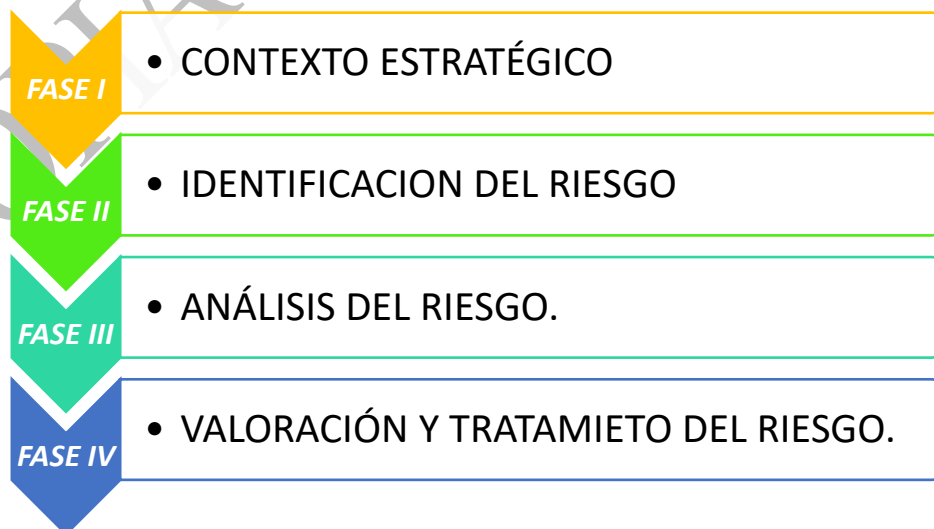 FASE I
• CONTEXTO ESTRATÉGICO
FASE II
• IDENTIFICACION DEL RIESGO
FASE III
• ANÁLISIS DEL RIESGO.
FASE IV
• VALORACIÓN Y TRATAMIETO DEL RIESGO.